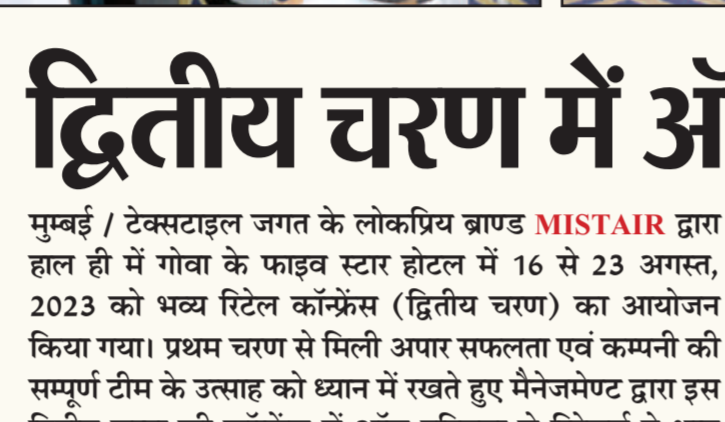 द्वितीय चरण में
मुम्बई / टेक्सटाइल जगत के लोकप्रिय ब्राण्ड MISTAIR द्वारा
हाल ही में गोवा के फाइव स्टार होटल में 16 से 23 अगस्त,
2023 को भव्य रिटेल कॉन्फ्रेंस (द्वितीय चरण) का आयोजन
किया गया। प्रथम चरण से मिली अपार सफलता एवं कम्पनी की
सम्पूर्ण टीम के उत्साह को ध्यान में रखते हुए मैनेजमेण्ट द्वारा इस